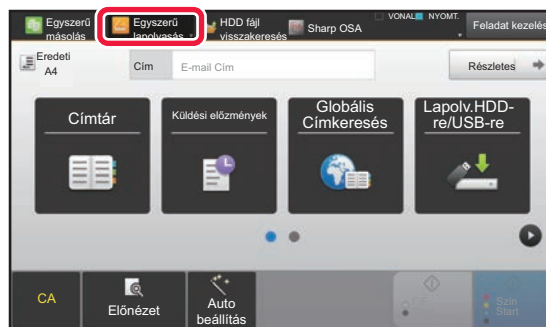 Egyszerű
másolás
Egyszerű
lapolvasás
HDD fájl
visszakeresés
Sharp OSA
VONAL
NYOMT.
Feladat kezelés
Eredeti
A4
Cím
E-mail Cím
Részletes
Címtár
Küldési előzmények
Globális
Címkeresés
Lapolv.HDD-
re/USB-re
CA
Előnézet
Auto
beállítás
Szín
Start